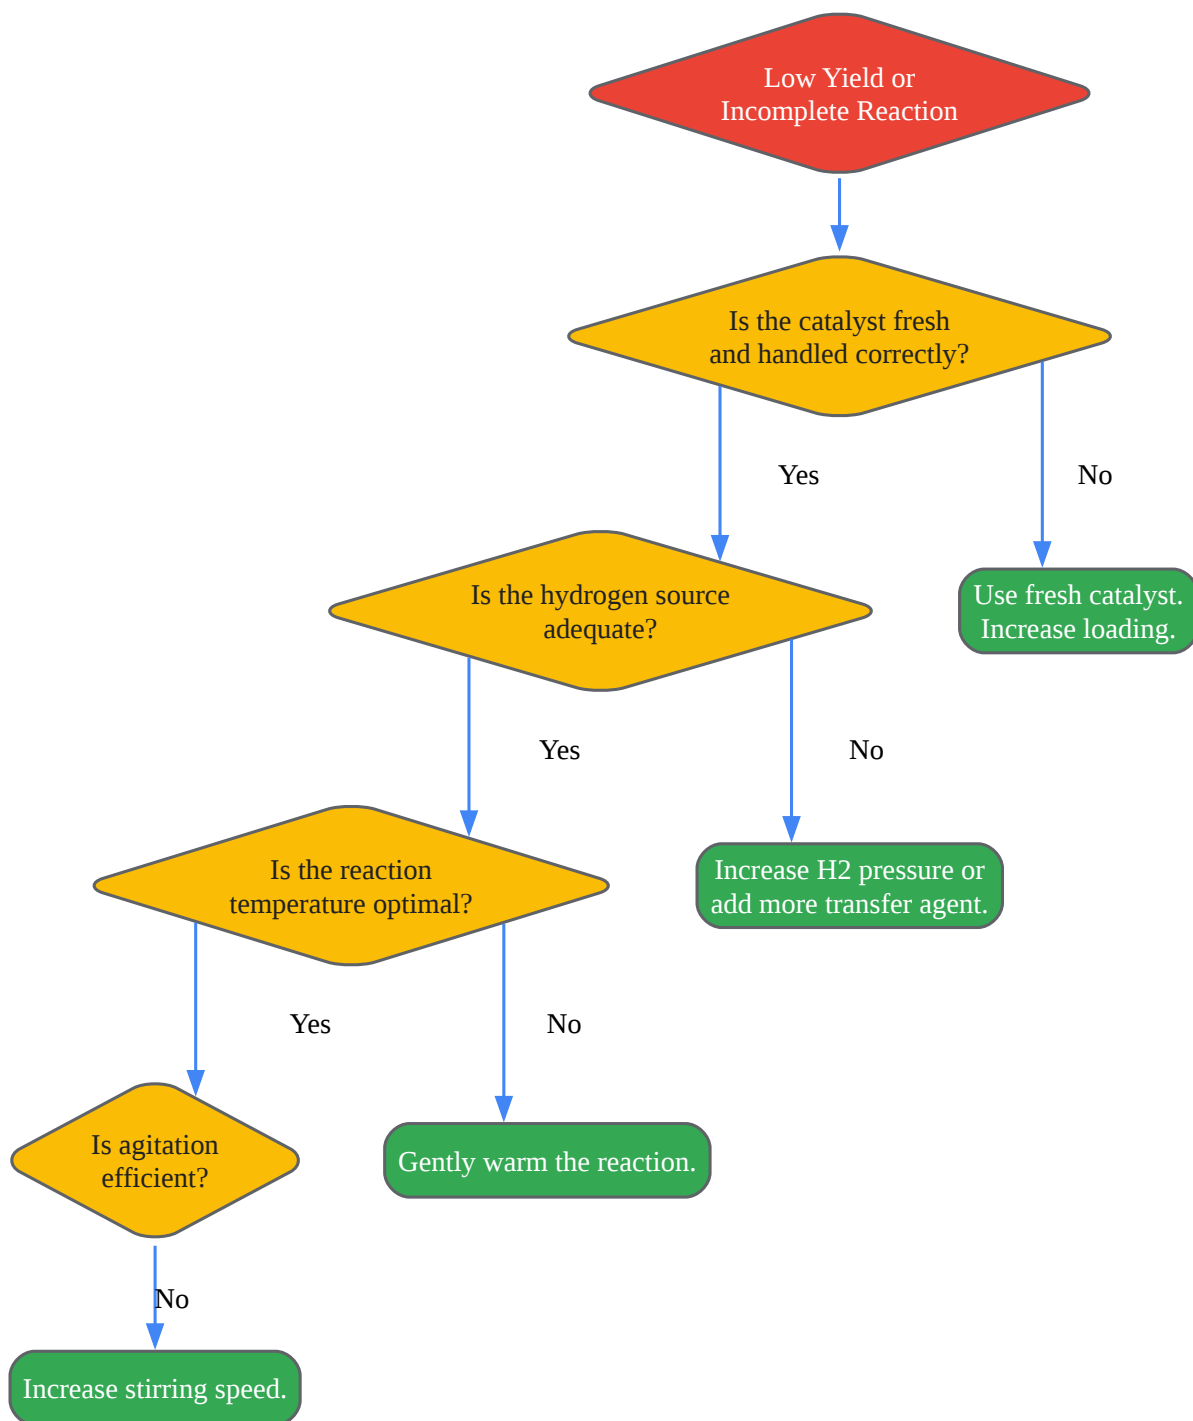 Low Yield or
Incomplete Reaction
Is the catalyst fresh
and handled correctly?
Yes
No
Is the hydrogen source
adequate?
Use fresh catalyst.
Increase loading.
Yes
No
Is the reaction
temperature optimal?
Increase H2 pressure or
add more transfer agent.
Yes
No
Is agitation
efficient?
Gently warm the reaction.
No
Increase stirring speed.